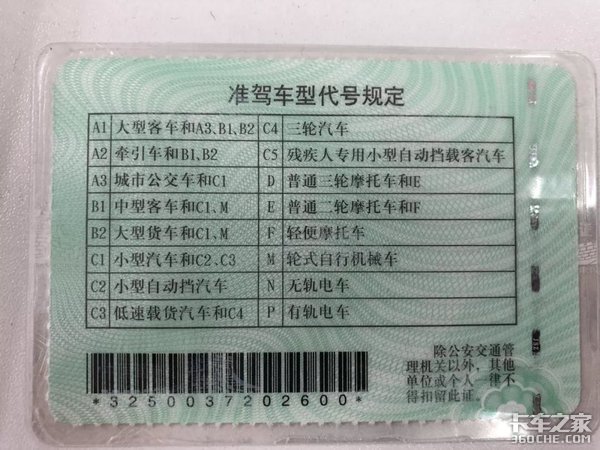 准驾车型代号规定
A1 大型客车和A3、B1、B2 C4 三轮汽车
A2 牵引车和B1、B2 C5 残疾人专用小型自动挡载客汽车
A3 城市公交车和C1 D 普通三轮摩托车和E
B1 中型客车和C1、M E 普通二轮摩托车和F
B2 大型货车和C1、M F 轻便摩托车
C1 小型汽车和C2、C3 M 轮式自行机械车
C2 小型自动挡汽车 N 无轨电车
C3 低速载货汽车和C4 P 有轨电车
除公安交通管
理机关以外，其他
单位或个人一律不
得扣留此证。
*3250037202600*
卡车之家
360CHE.COM